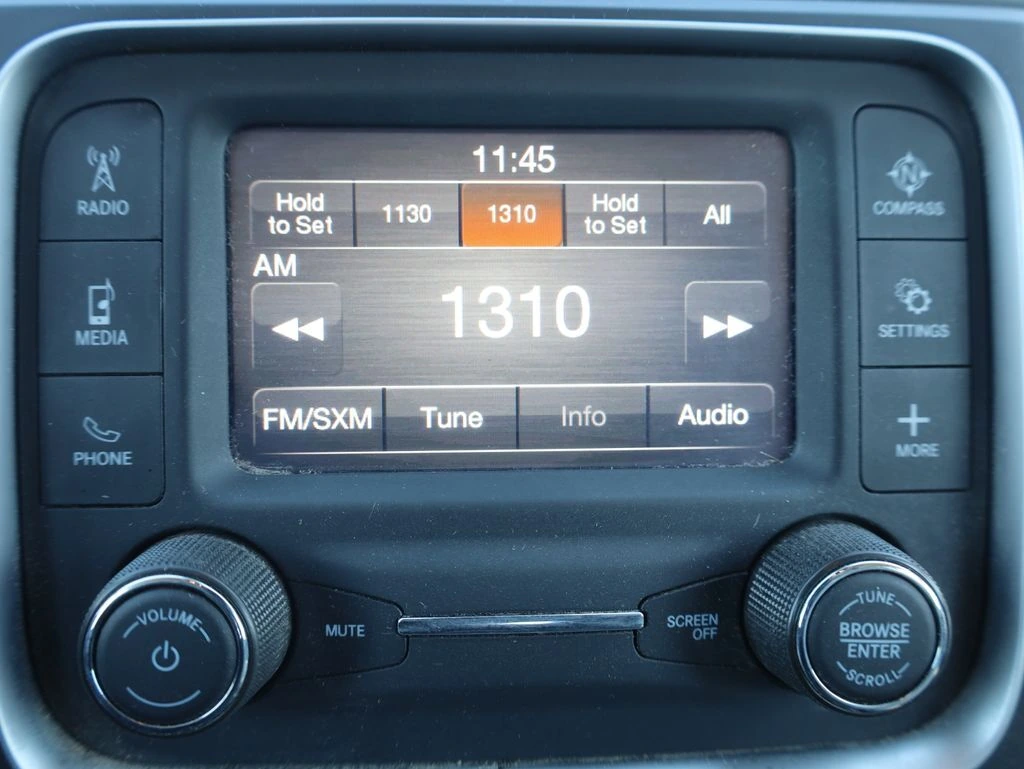 11:45
Hold
to Set
1130
1310
Hold
to Set
All
AM
1310
FM/SXM
Tune
Info
Audio
RADIO
MEDIA
PHONE
N
COMPASS
SETTINGS
MORE
VOLUME
MUTE
SCREEN
OFF
TUNE
BROWSE
ENTER
SCROLL